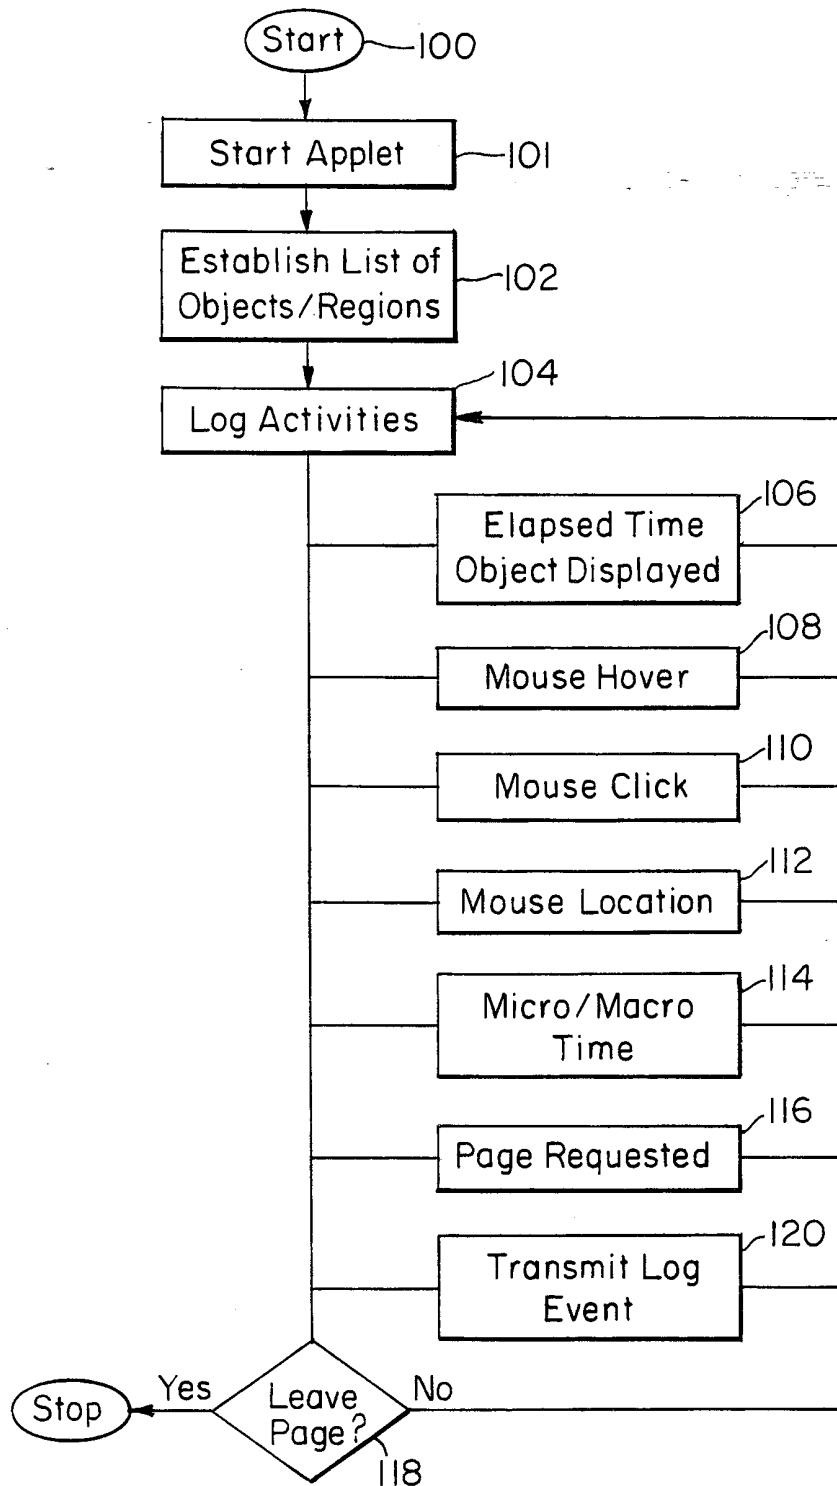 Start
100
Start Applet
101
Establish List of
Objects/Regions
102
104
Log Activities
106
Elapsed Time
Object Displayed
108
Mouse Hover
110
Mouse Click
112
Mouse Location
114
Micro/Macro
Time
116
Page Requested
120
Transmit Log
Event
Yes
No
Stop
Leave
Page?
118